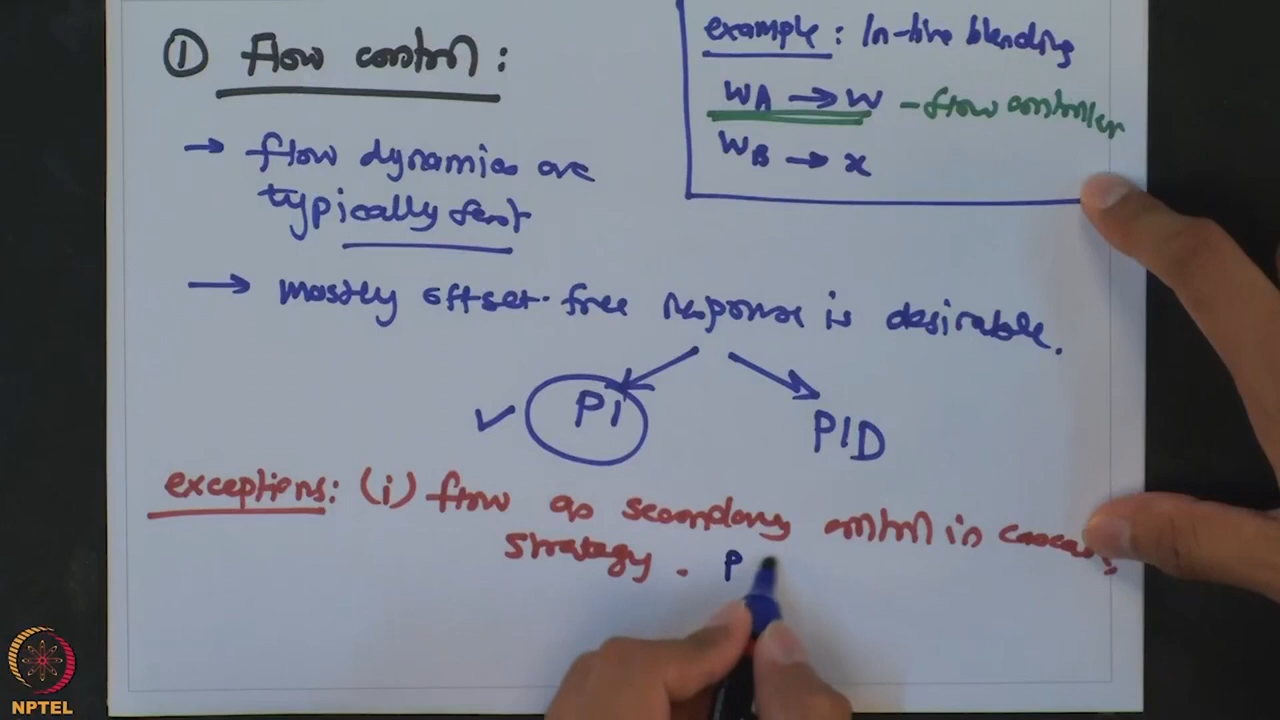 ① Flow control:
→ flow dynamics are
typically fast
→ mostly offset-free response is desirable.
✓ PI PID
exceptions: (i) flow as secondary control in cascade
strategy. P
example: In-line blending
WA → W - flow controller
WB → x
NPTEL